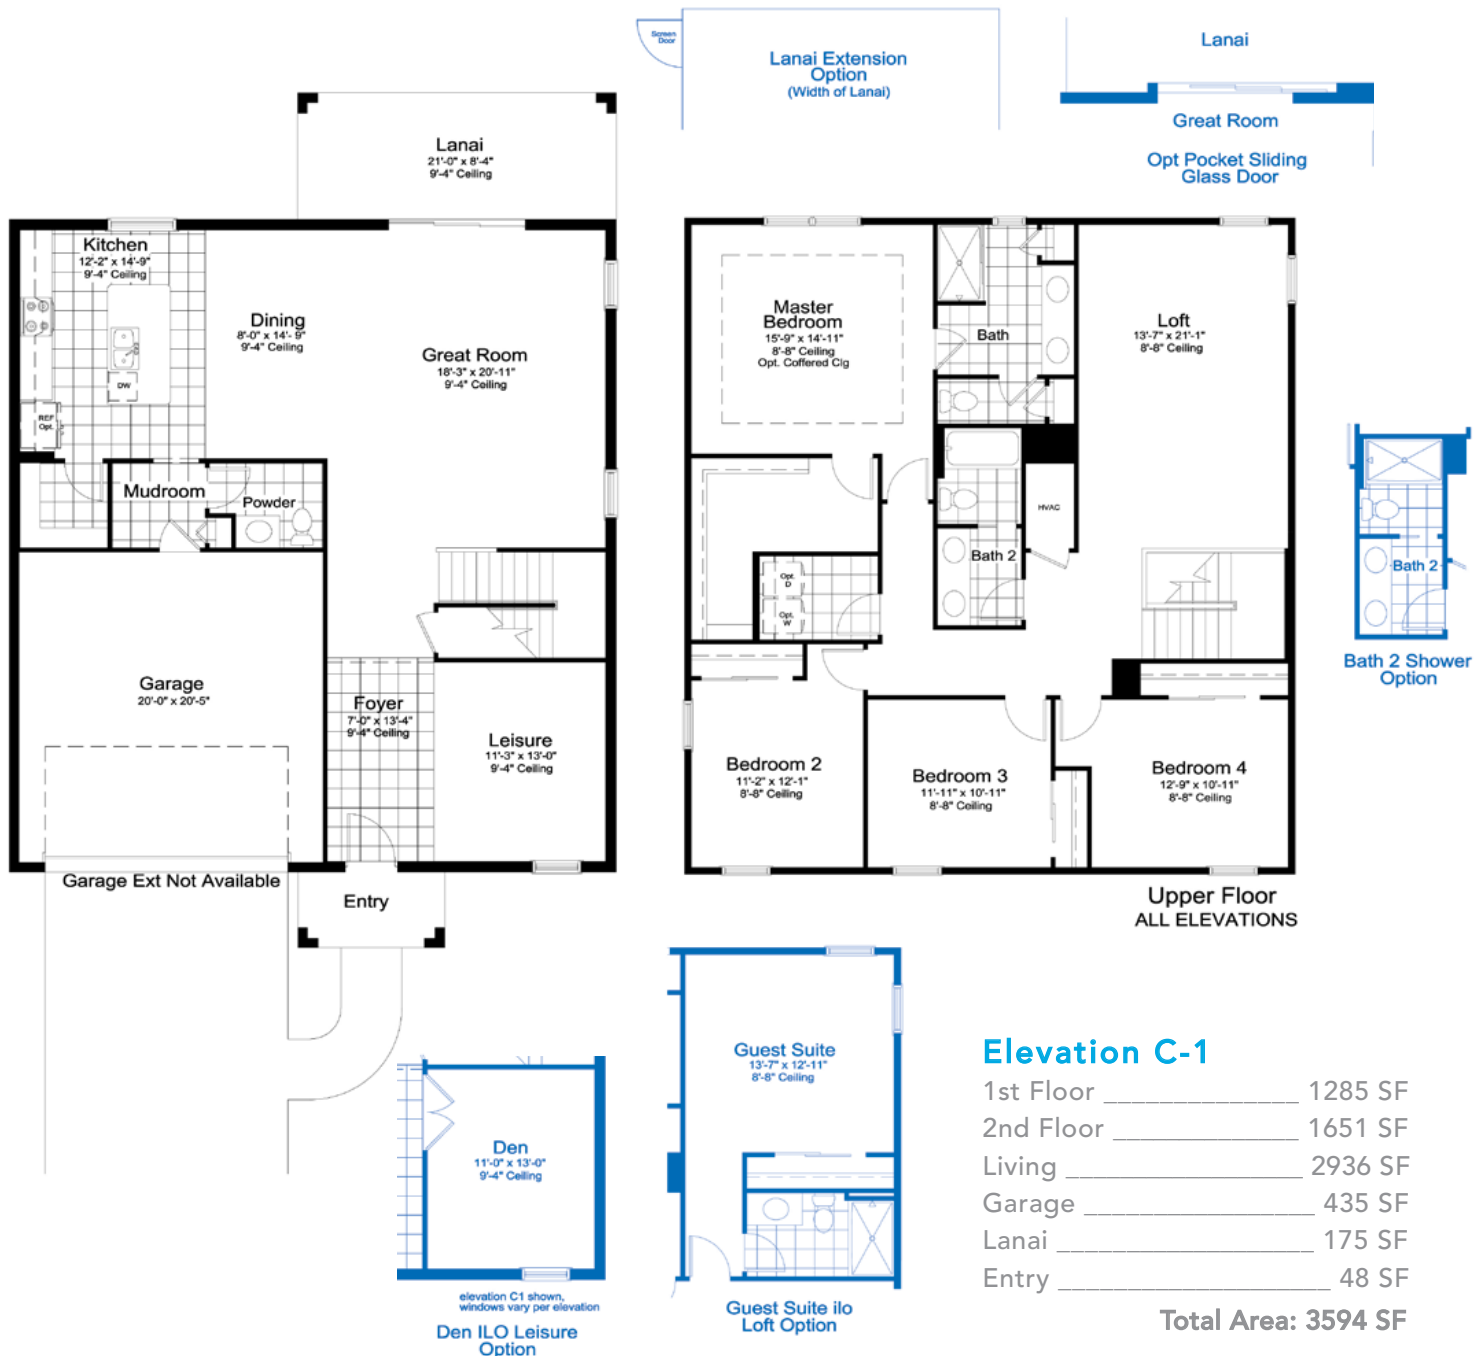 Screen
Door
Lanai Extension
Option
(Width of Lanai)
Lanai
Great Room
Opt Pocket Sliding
Glass Door
Lanai
21'-0" x 8'-4"
9'-4" Ceiling
Kitchen
12'-2" x 14'-9"
9'-4" Ceiling
Dining
8'-0" x 14'- 9"
9'-4" Ceiling
Great Room
18'-3" x 20'-11"
9'-4" Ceiling
DW
REF
Opt.
Mudroom
Powder
Garage
20'-0" x 20'-5"
Foyer
7'-0" x 13'-4"
9'-4" Ceiling
Leisure
11'-3" x 13'-0"
9'-4" Ceiling
Garage Ext Not Available
Entry
Master
Bedroom
15'-9" x 14'-11"
8'-8" Ceiling
Opt. Coffered Clg
Bath
Loft
13'-7" x 21'-1"
8'-8" Ceiling
HVAC
Bath 2
Opt.
D
Opt.
W
Bedroom 2
11'-2" x 12'-1"
8'-8" Ceiling
Bedroom 3
11'-11" x 10'-11"
8'-8" Ceiling
Bedroom 4
12'-9" x 10'-11"
8'-8" Ceiling
Upper Floor
ALL ELEVATIONS
Bath 2
Bath 2 Shower
Option
Den
11'-0" x 13'-0"
9'-4" Ceiling
elevation C1 shown,
windows vary per elevation
Den ILO Leisure
Option
Guest Suite
13'-7" x 12'-11"
8'-8" Ceiling
Guest Suite ilo
Loft Option
Elevation C-1
1st Floor ______________ 1285 SF
2nd Floor _____________ 1651 SF
Living _________________ 2936 SF
Garage ________________ 435 SF
Lanai __________________ 175 SF
Entry ___________________ 48 SF
Total Area: 3594 SF